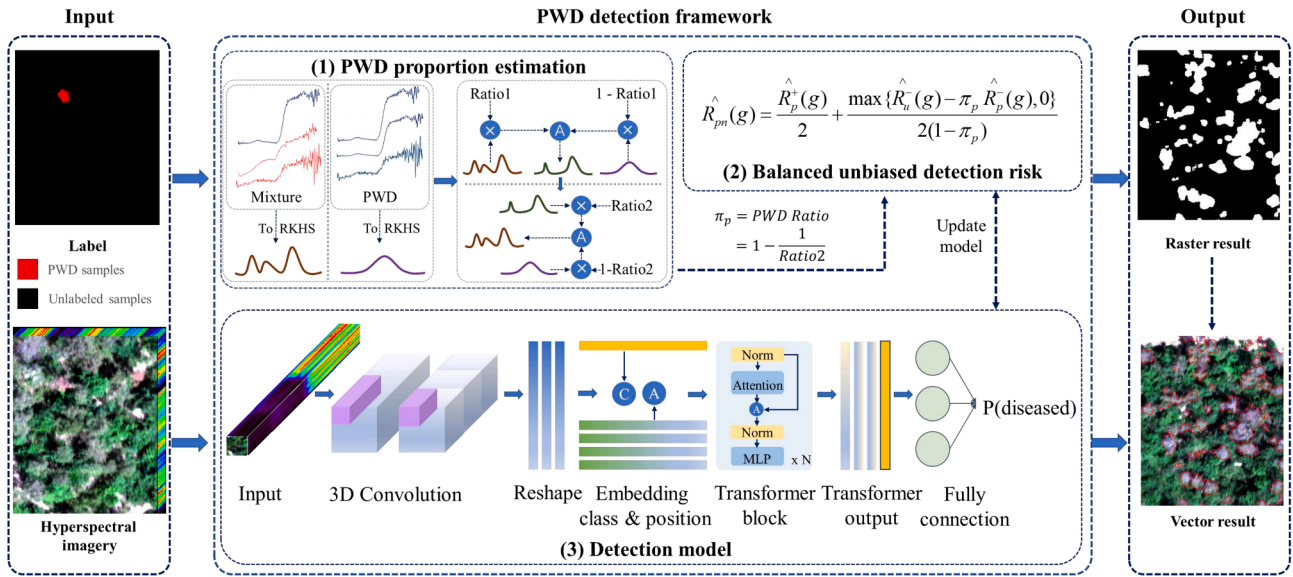 Input
PWD detection framework
Output
(1) PWD proportion estimation
Mixture
PWD
To RKHS
To RKHS
Ratio1
1 - Ratio1
×
A
×
×
Ratio2
A
×
1-Ratio2
R̂pn(g) = R̂p⁺(g)/2 + max{R̂u⁻(g) − πp R̂p⁻(g), 0}/2(1 − πp)
(2) Balanced unbiased detection risk
πp = PWD Ratio
= 1 − 1/Ratio2
Update
model
Label
PWD samples
Unlabeled samples
Hyperspectral
imagery
Input
3D Convolution
Reshape
C
A
Embedding
class & position
Norm
Attention
A
Norm
MLP
x N
Transformer
block
Transformer
output
Fully
connection
P(diseased)
(3) Detection model
Raster result
Vector result